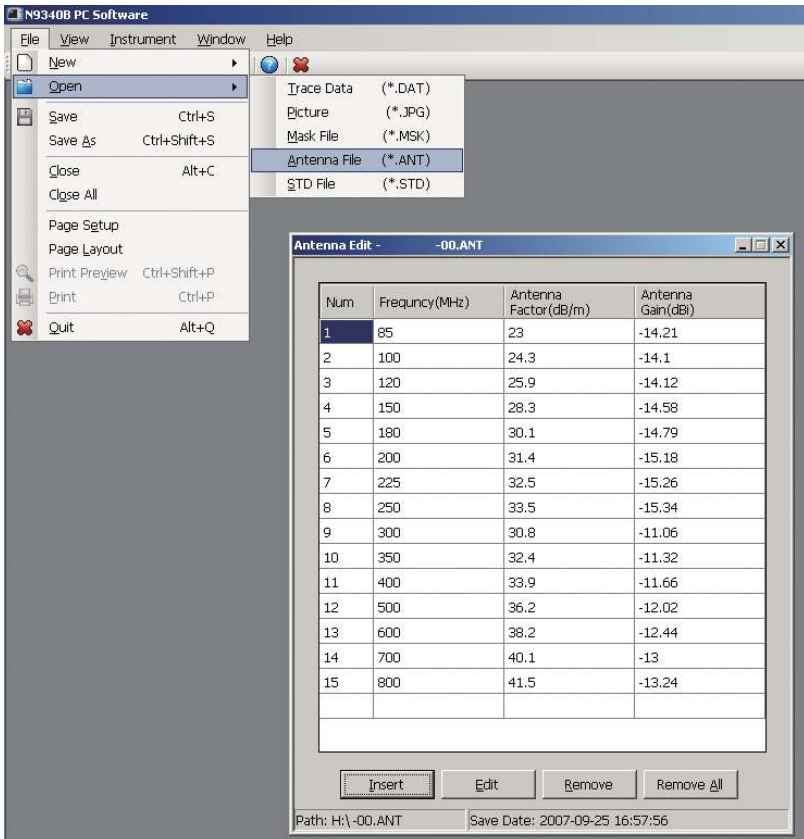 N9340B PC Software
File View Instrument Window Help
New
Open
Save Ctrl+S
Save As Ctrl+Shift+S
Close Alt+C
Close All
Page Setup
Page Layout
Print Preview Ctrl+Shift+P
Print Ctrl+P
Quit Alt+Q
Trace Data (*.DAT)
Picture (*.JPG)
Mask File (*.MSK)
Antenna File (*.ANT)
STD File (*.STD)
Antenna Edit - -00.ANT
Num Frequncy(MHz) Antenna Factor(dB/m) Antenna Gain(dBi)
1 85 23 -14.21
2 100 24.3 -14.1
3 120 25.9 -14.12
4 150 28.3 -14.58
5 180 30.1 -14.79
6 200 31.4 -15.18
7 225 32.5 -15.26
8 250 33.5 -15.34
9 300 30.8 -11.06
10 350 32.4 -11.32
11 400 33.9 -11.66
12 500 36.2 -12.02
13 600 38.2 -12.44
14 700 40.1 -13
15 800 41.5 -13.24
Insert Edit Remove Remove All
Path: H:\-00.ANT Save Date: 2007-09-25 16:57:56